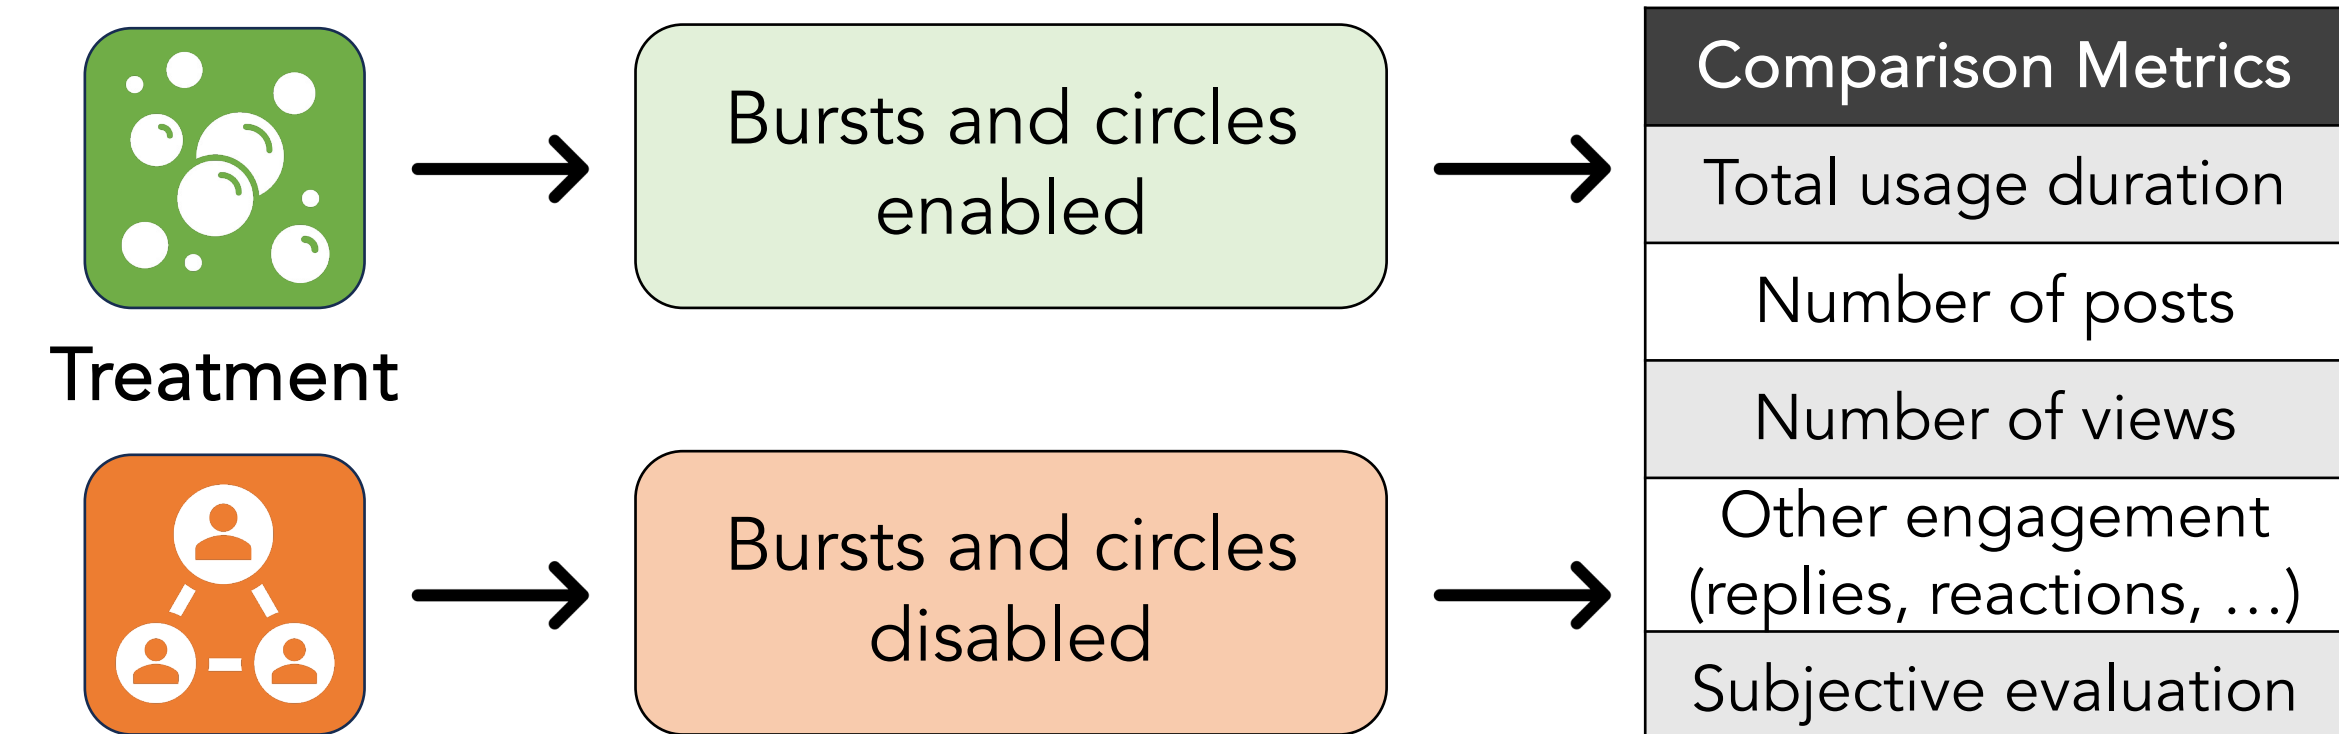 Treatment
Bursts and circles
enabled
Bursts and circles
disabled
Comparison Metrics
Total usage duration
Number of posts
Number of views
Other engagement
(replies, reactions, …)
Subjective evaluation